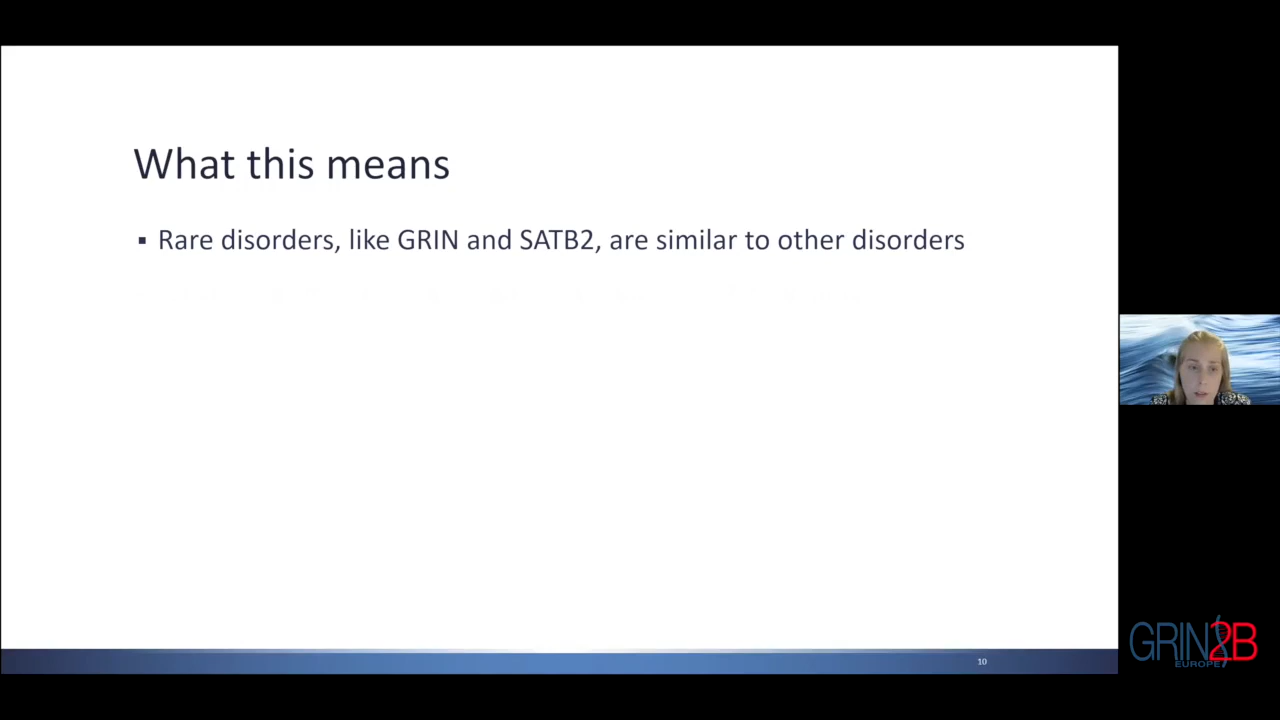 What this means
▪ Rare disorders, like GRIN and SATB2, are similar to other disorders
10
GRIN2B
EUROPE